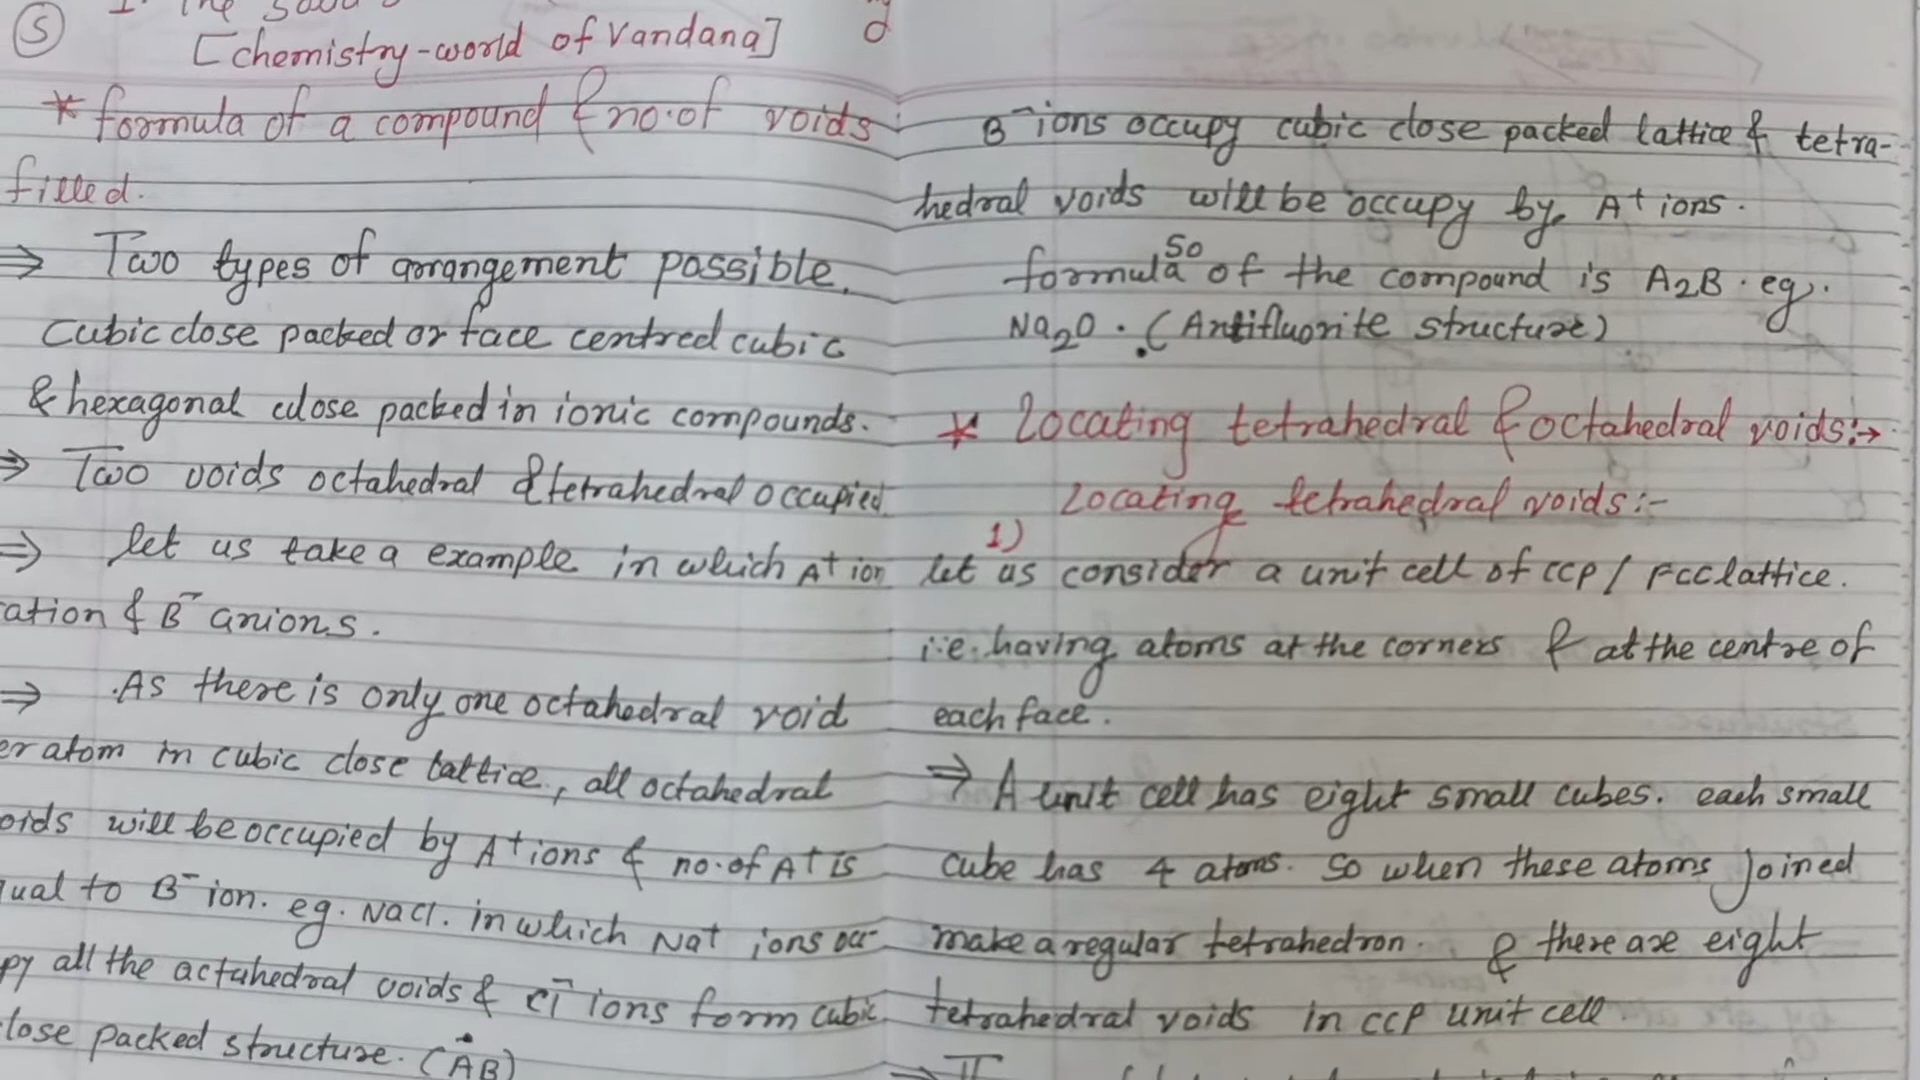 5
1. The
[chemistry-world of Vandana]
* formula of a compound & no. of voids
filled.
⇒ Two types of arrangement possible.
Cubic close packed or face centred cubic
& hexagonal close packed in ionic compounds.
⇒ Two voids octahedral & tetrahedral occupied
⇒ let us take a example in which A+ ion
ation & B- anions.
⇒ As there is only one octahedral void
er atom in cubic close lattice, all octahedral
oids will be occupied by A+ ions & no. of A+ is
ual to B- ion. eg. NaCl. in which Na+ ions occ-
py all the actahedral voids & Cl- ions form cubic
lose packed structure. (AB)
B- ions occupy cubic close packed lattice & tetra-
hedral voids will be occupy by A+ ions.
So
formula of the compound is A2B. eg.
Na2O. (Antifluorite structure)
* Locating tetrahedral & octahedral voids:→
Locating tetrahedral voids:-
1)
let us consider a unit cell of CCP / FCC lattice.
i.e. having atoms at the corners & at the centre of
each face.
⇒ A unit cell has eight small cubes. each small
cube has 4 atoms. So when these atoms joined
make a regular tetrahedron. & there are eight
tetrahedral voids in CCP unit cell